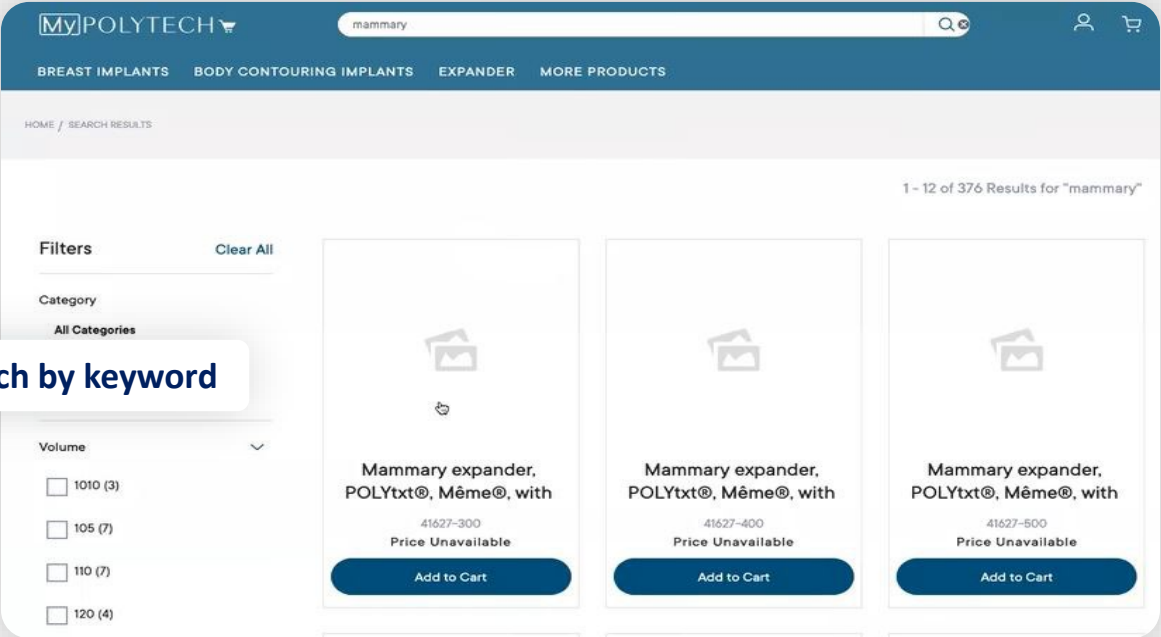 MyPOLYTECH
mammary
BREAST IMPLANTS BODY CONTOURING IMPLANTS EXPANDER MORE PRODUCTS
HOME / SEARCH RESULTS
1 - 12 of 376 Results for "mammary"
Filters Clear All
Category
All Categories
ch by keyword
Volume
1010 (3)
105 (7)
110 (7)
120 (4)
Mammary expander,
POLYtxt®, Même®, with
41627-300
Price Unavailable
Add to Cart
Mammary expander,
POLYtxt®, Même®, with
41627-400
Price Unavailable
Add to Cart
Mammary expander,
POLYtxt®, Même®, with
41627-500
Price Unavailable
Add to Cart